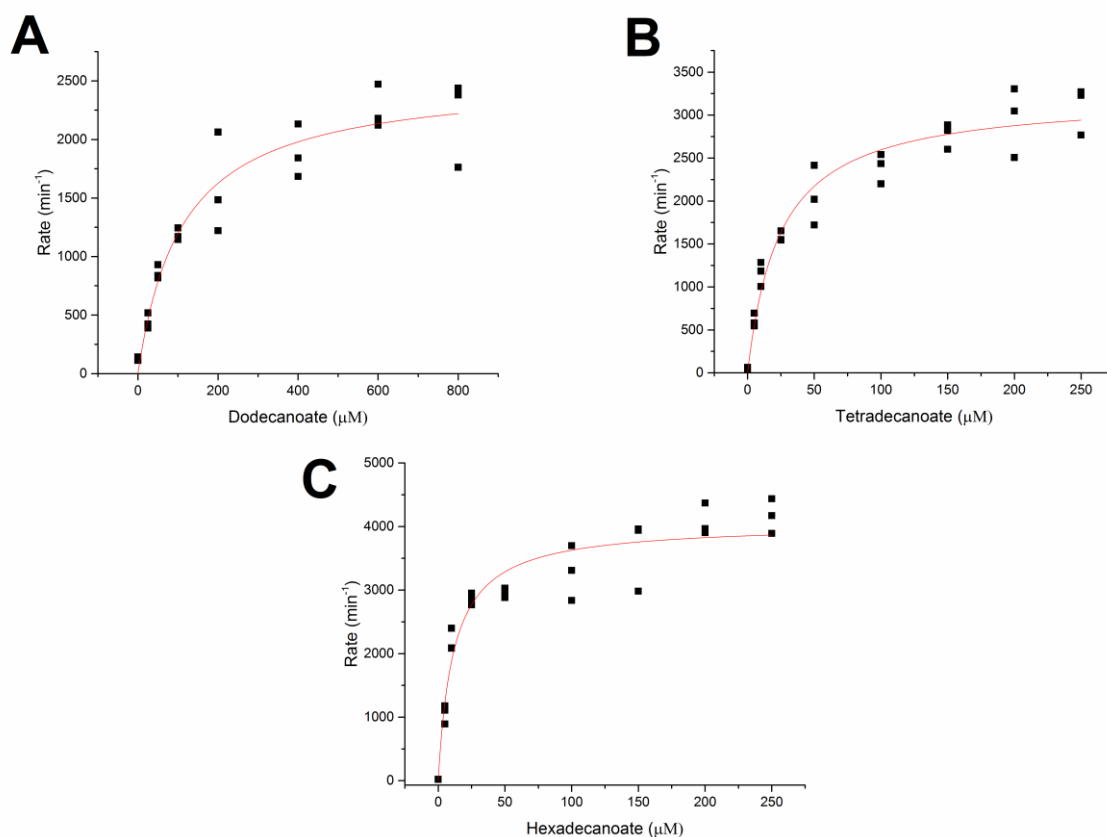 A
Rate (min⁻¹)
2500
2000
1500
1000
500
0
0 200 400 600 800
Dodecanoate (μM)
B
Rate (min⁻¹)
3500
3000
2500
2000
1500
1000
500
0
0 50 100 150 200 250
Tetradecanoate (μM)
C
Rate (min⁻¹)
5000
4000
3000
2000
1000
0
0 50 100 150 200 250
Hexadecanoate (μM)